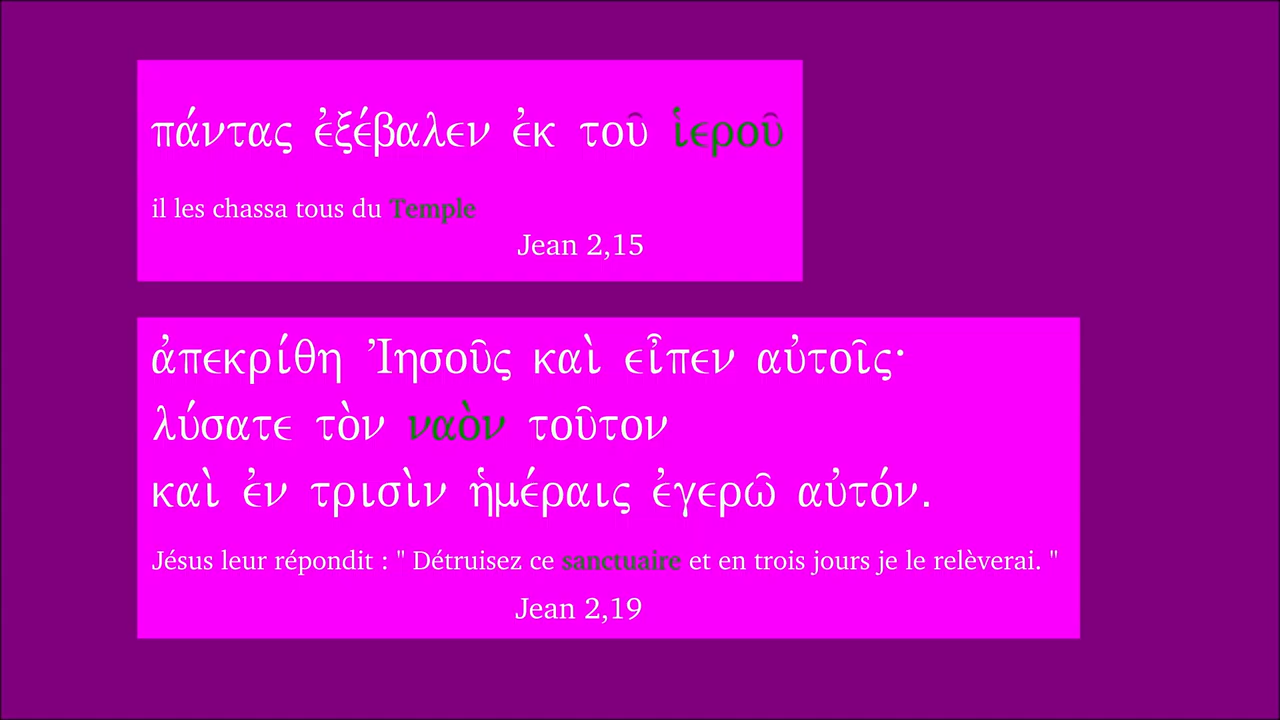 πάντας ἐξέβαλεν ἐκ τοῦ ἱεροῦ
il les chassa tous du Temple
Jean 2,15
ἀπεκρίθη Ἰησοῦς καὶ εἶπεν αὐτοῖς·
λύσατε τὸν ναὸν τοῦτον
καὶ ἐν τρισὶν ἡμέραις ἐγερῶ αὐτόν.
Jésus leur répondit : " Détruisez ce sanctuaire et en trois jours je le relèverai. "
Jean 2,19